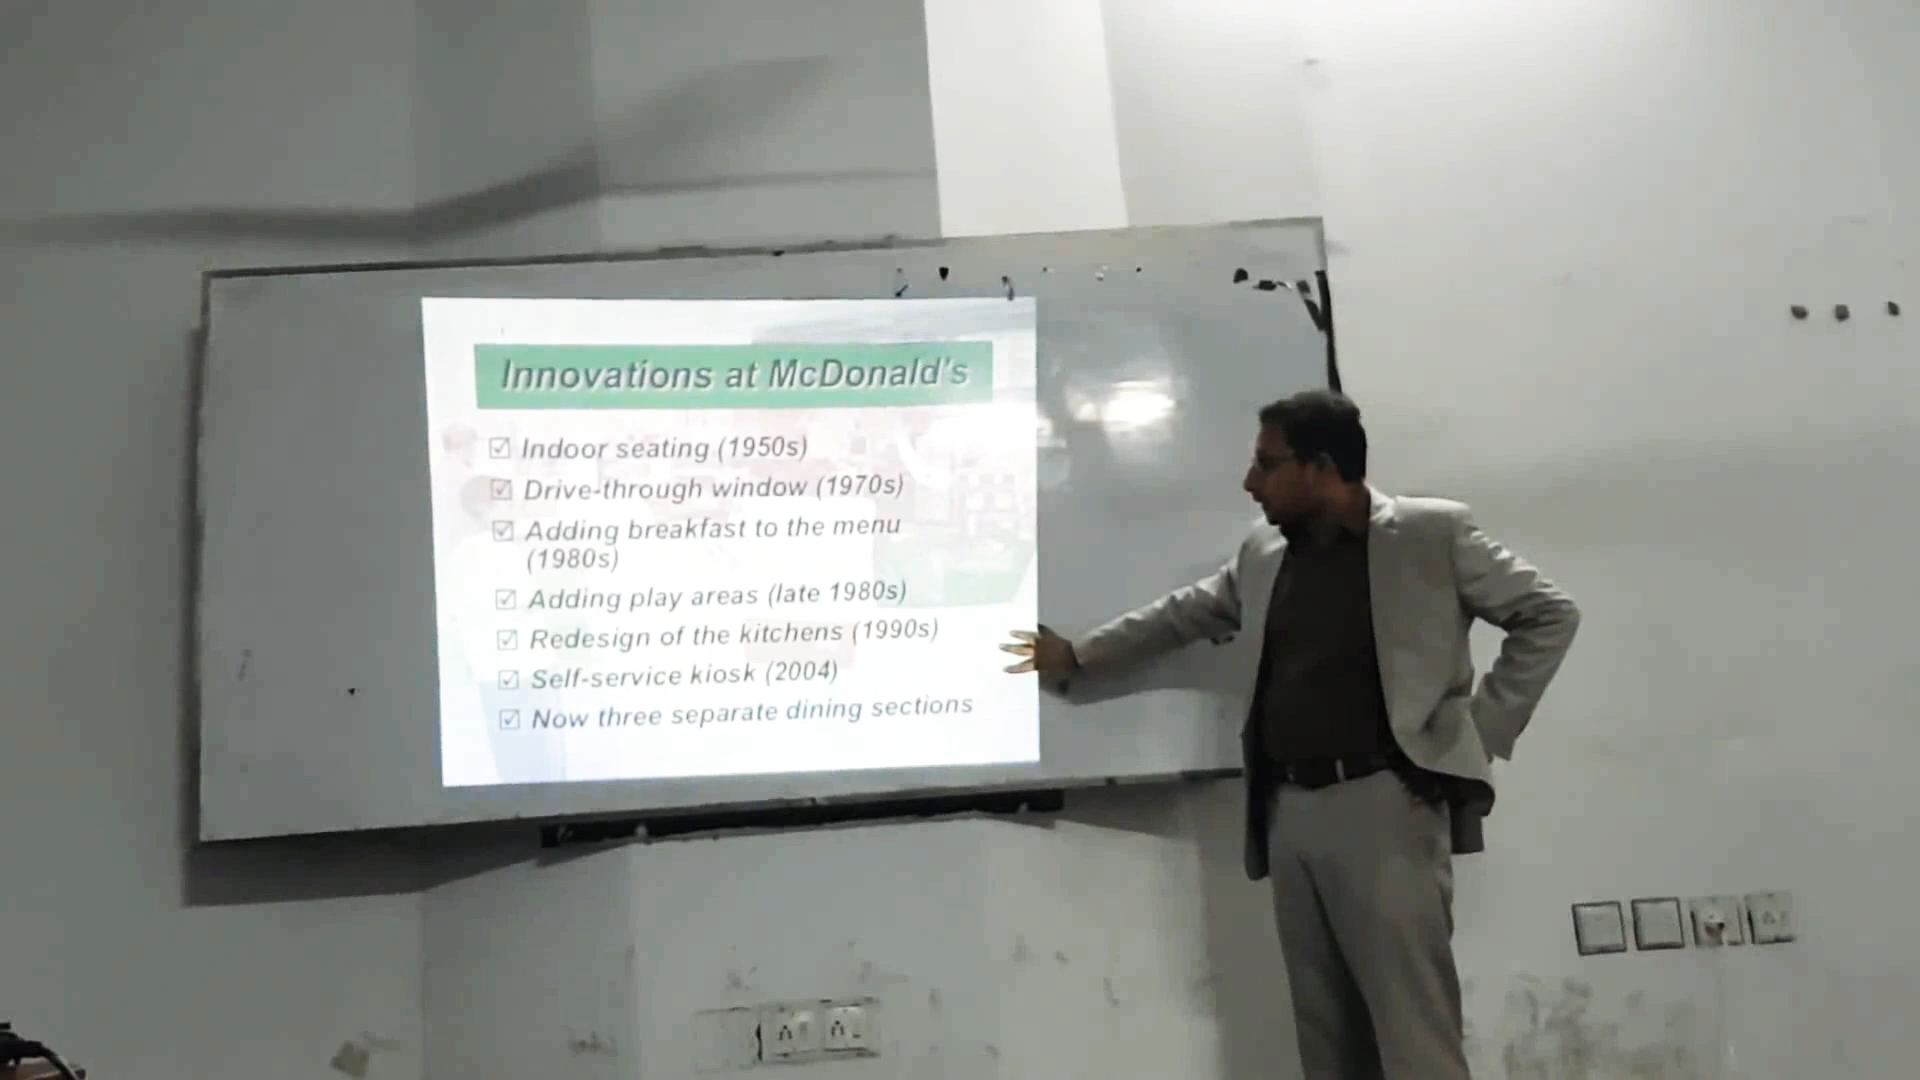 Innovations at McDonald's
Indoor seating (1950s)
Drive-through window (1970s)
Adding breakfast to the menu
(1980s)
Adding play areas (late 1980s)
Redesign of the kitchens (1990s)
Self-service kiosk (2004)
Now three separate dining sections